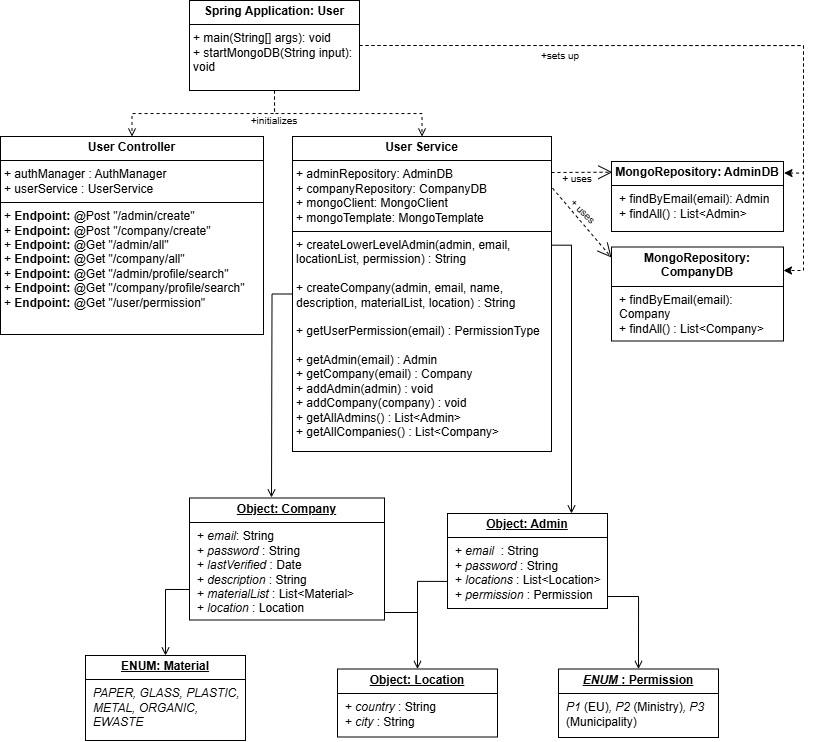 Spring Application: User
+ main(String[] args): void
+ startMongoDB(String input):
void
+sets up
+initializes
User Controller
+ authManager : AuthManager
+ userService : UserService
+ Endpoint: @Post "/admin/create"
+ Endpoint: @Post "/company/create"
+ Endpoint: @Get "/admin/all"
+ Endpoint: @Get "/company/all"
+ Endpoint: @Get "/admin/profile/search"
+ Endpoint: @Get "/company/profile/search"
+ Endpoint: @Get "/user/permission"
User Service
+ adminRepository: AdminDB
+ companyRepository: CompanyDB
+ mongoClient: MongoClient
+ mongoTemplate: MongoTemplate
+ createLowerLevelAdmin(admin, email,
locationList, permission) : String
+ createCompany(admin, email, name,
description, materialList, location) : String
+ getUserPermission(email) : PermissionType
+ getAdmin(email) : Admin
+ getCompany(email) : Company
+ addAdmin(admin) : void
+ addCompany(company) : void
+ getAllAdmins() : List<Admin>
+ getAllCompanies() : List<Company>
+ uses
+ uses
MongoRepository: AdminDB
+ findByEmail(email): Admin
+ findAll() : List<Admin>
MongoRepository:
CompanyDB
+ findByEmail(email):
Company
+ findAll() : List<Company>
Object: Company
+ email: String
+ password : String
+ lastVerified : Date
+ description : String
+ materialList : List<Material>
+ location : Location
Object: Admin
+ email : String
+ password : String
+ locations : List<Location>
+ permission : Permission
ENUM: Material
PAPER, GLASS, PLASTIC,
METAL, ORGANIC,
EWASTE
Object: Location
+ country : String
+ city : String
ENUM : Permission
P1 (EU), P2 (Ministry), P3
(Municipality)